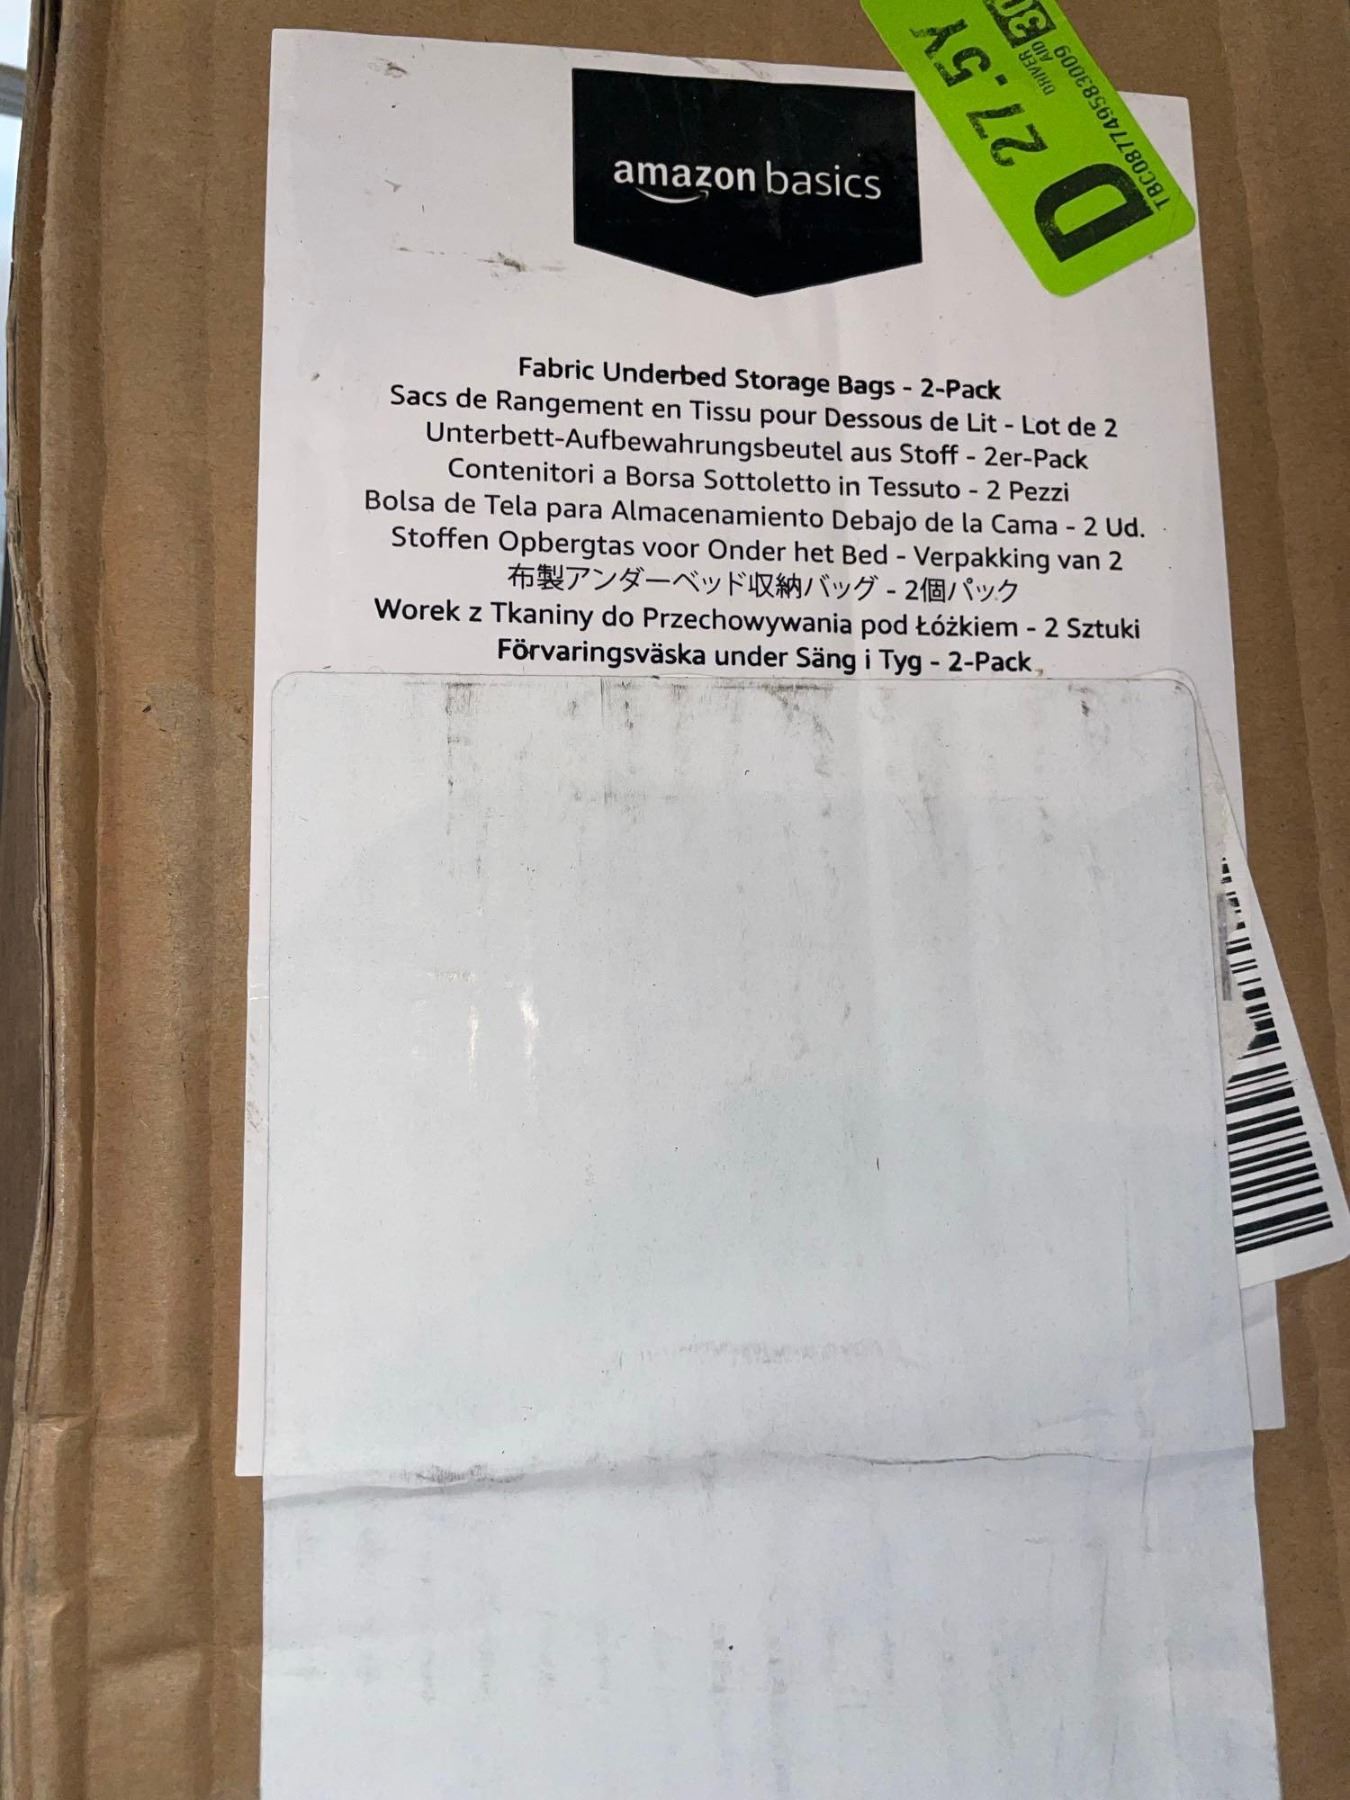 amazon basics
D 27.5Y
DRIVER
AID
TBC087749583009
Fabric Underbed Storage Bags - 2-Pack
Sacs de Rangement en Tissu pour Dessous de Lit - Lot de 2
Unterbett-Aufbewahrungsbeutel aus Stoff - 2er-Pack
Contenitori a Borsa Sottoletto in Tessuto - 2 Pezzi
Bolsa de Tela para Almacenamiento Debajo de la Cama - 2 Ud.
Stoffen Opbergtas voor Onder het Bed - Verpakking van 2
布製アンダーベッド収納バッグ - 2個パック
Worek z Tkaniny do Przechowywania pod Łóżkiem - 2 Sztuki
Förvaringsväska under Säng i Tyg - 2-Pack